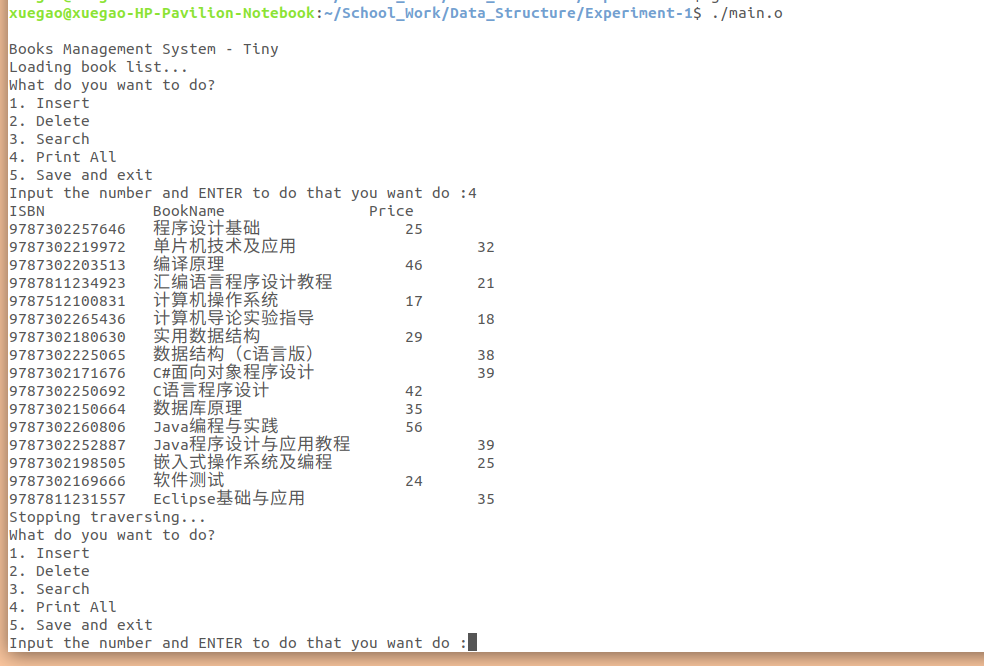 xuegao@xuegao-HP-Pavilion-Notebook:~/School_Work/Data_Structure/Experiment-1$ ./main.o
Books Management System - Tiny
Loading book list...
What do you want to do?
1. Insert
2. Delete
3. Search
4. Print All
5. Save and exit
Input the number and ENTER to do that you want do :4
ISBN BookName Price
9787302257646 程序设计基础 25
9787302219972 单片机技术及应用 32
9787302203513 编译原理 46
9787811234923 汇编语言程序设计教程 21
9787512100831 计算机操作系统 17
9787302265436 计算机导论实验指导 18
9787302180630 实用数据结构 29
9787302225065 数据结构（C语言版） 38
9787302171676 C#面向对象程序设计 39
9787302250692 C语言程序设计 42
9787302150664 数据库原理 35
9787302260806 Java编程与实践 56
9787302252887 Java程序设计与应用教程 39
9787302198505 嵌入式操作系统及编程 25
9787302169666 软件测试 24
9787811231557 Eclipse基础与应用 35
Stopping traversing...
What do you want to do?
1. Insert
2. Delete
3. Search
4. Print All
5. Save and exit
Input the number and ENTER to do that you want do :